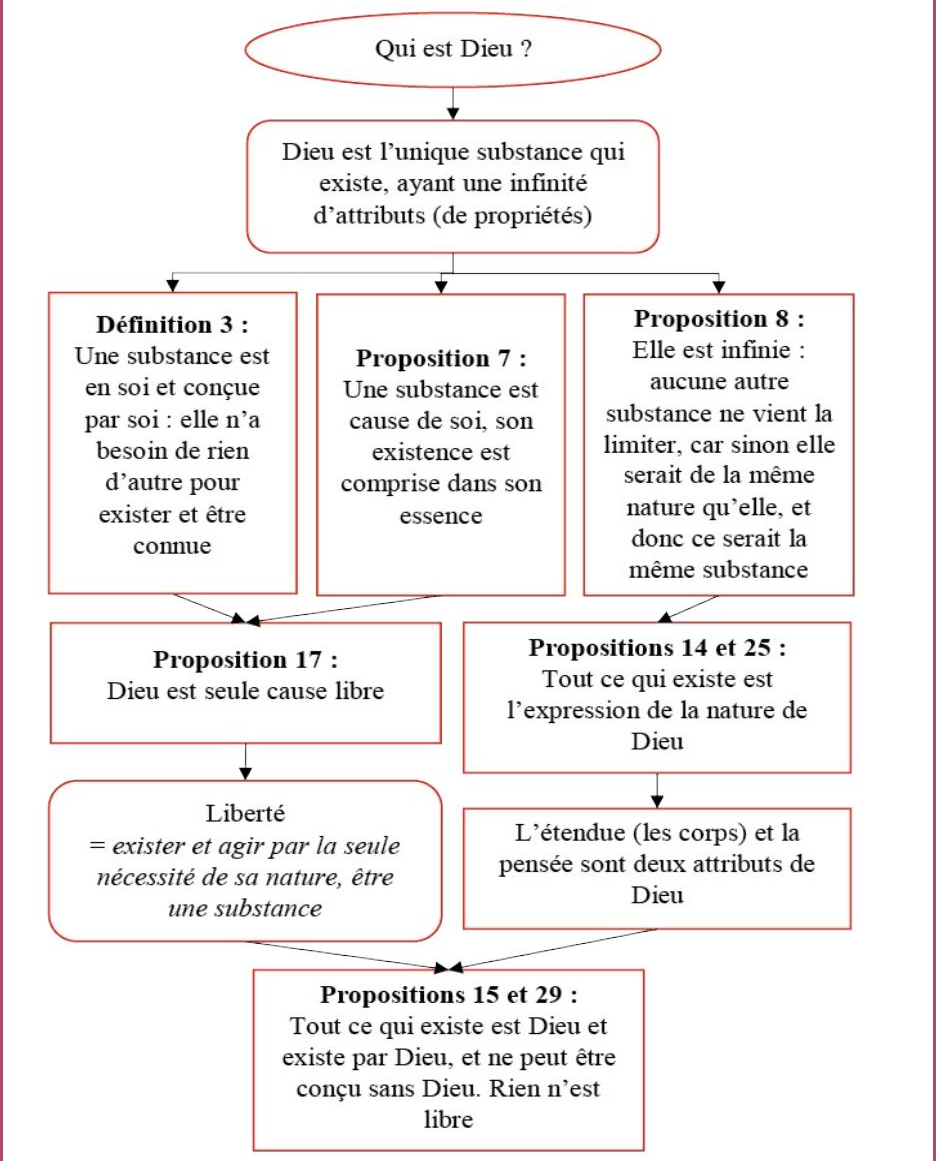 Qui est Dieu ?
Dieu est l’unique substance qui
existe, ayant une infinité
d’attributs (de propriétés)
Définition 3 :
Une substance est
en soi et conçue
par soi : elle n’a
besoin de rien
d’autre pour
exister et être
connue
Proposition 7 :
Une substance est
cause de soi, son
existence est
comprise dans son
essence
Proposition 8 :
Elle est infinie :
aucune autre
substance ne vient la
limiter, car sinon elle
serait de la même
nature qu’elle, et
donc ce serait la
même substance
Proposition 17 :
Dieu est seule cause libre
Propositions 14 et 25 :
Tout ce qui existe est
l’expression de la nature de
Dieu
Liberté
= exister et agir par la seule
nécessité de sa nature, être
une substance
L’étendue (les corps) et la
pensée sont deux attributs de
Dieu
Propositions 15 et 29 :
Tout ce qui existe est Dieu et
existe par Dieu, et ne peut être
conçu sans Dieu. Rien n’est
libre